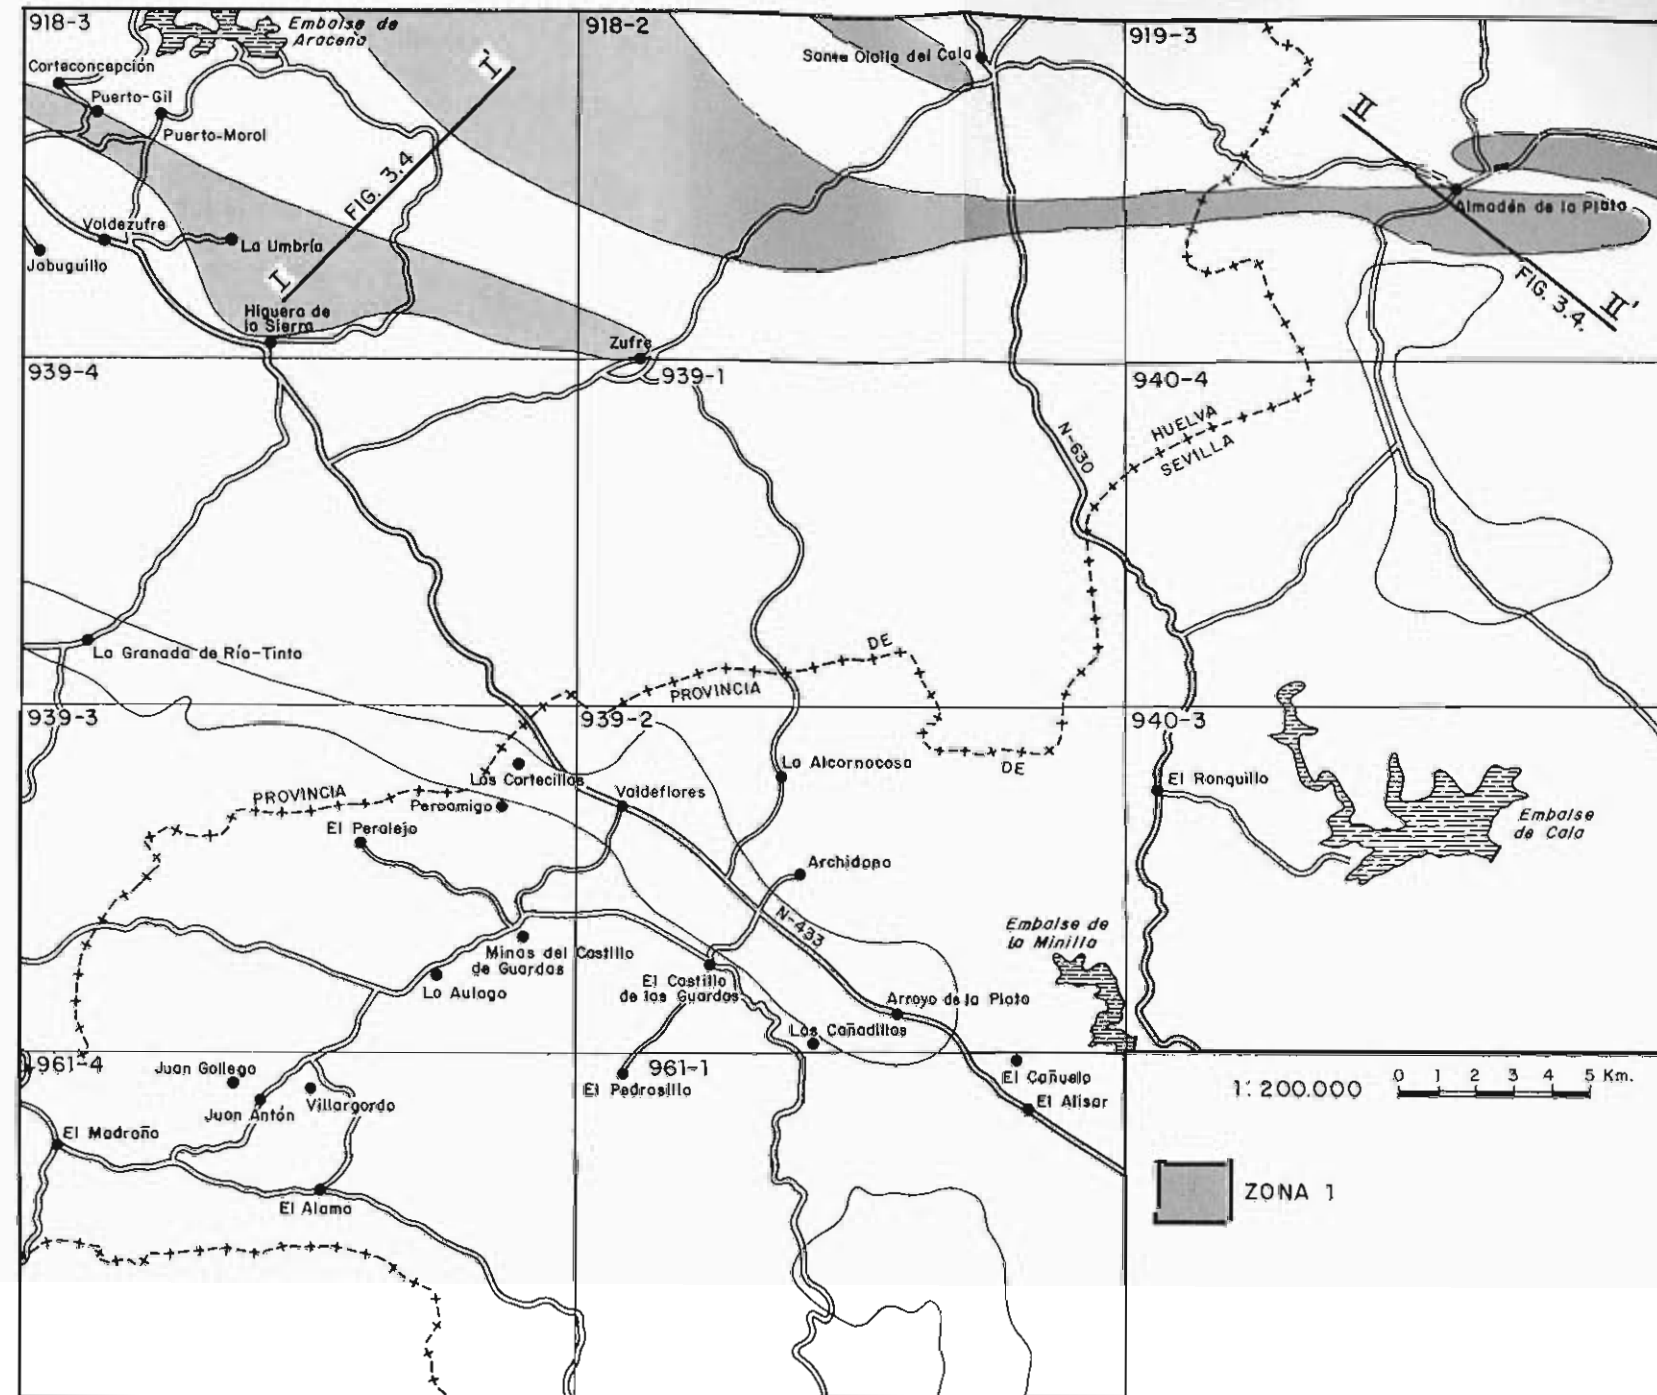 918-3
Embalse de
Aracena
918-2
919-3
Santa Olalla del Cala
Corteconcepción
Puerto-Gil
Puerto-Moral
I'
II
FIG. 3.4
Almadén de la Plata
Valdezufre
La Umbría
Jabuguillo
I
FIG. 3.4.
II'
Higuera de
la Sierra
Zufre
939-4
939-1
940-4
HUELVA
SEVILLA
N-630
La Granada de Río-Tinto
DE
PROVINCIA
939-3
939-2
940-3
DE
La Alcornocosa
El Ronquillo
Los Cortecillos
Valdeflores
PROVINCIA
Peroamigo
El Peralejo
Embalse
de Cala
Archidona
N-433
Embalse de
la Minilla
Minas del Castillo
de Guardas
La Aulaga
El Castillo
de las Guardas
Arroyo de la Plata
Las Cañadillas
961-4
961-1
Juan Gallego
El Pedrosillo
El Cañuelo
Juan Antón
Villargordo
El Alisar
1:200.000
0 1 2 3 4 5 Km.
El Madroño
El Alamo
ZONA 1